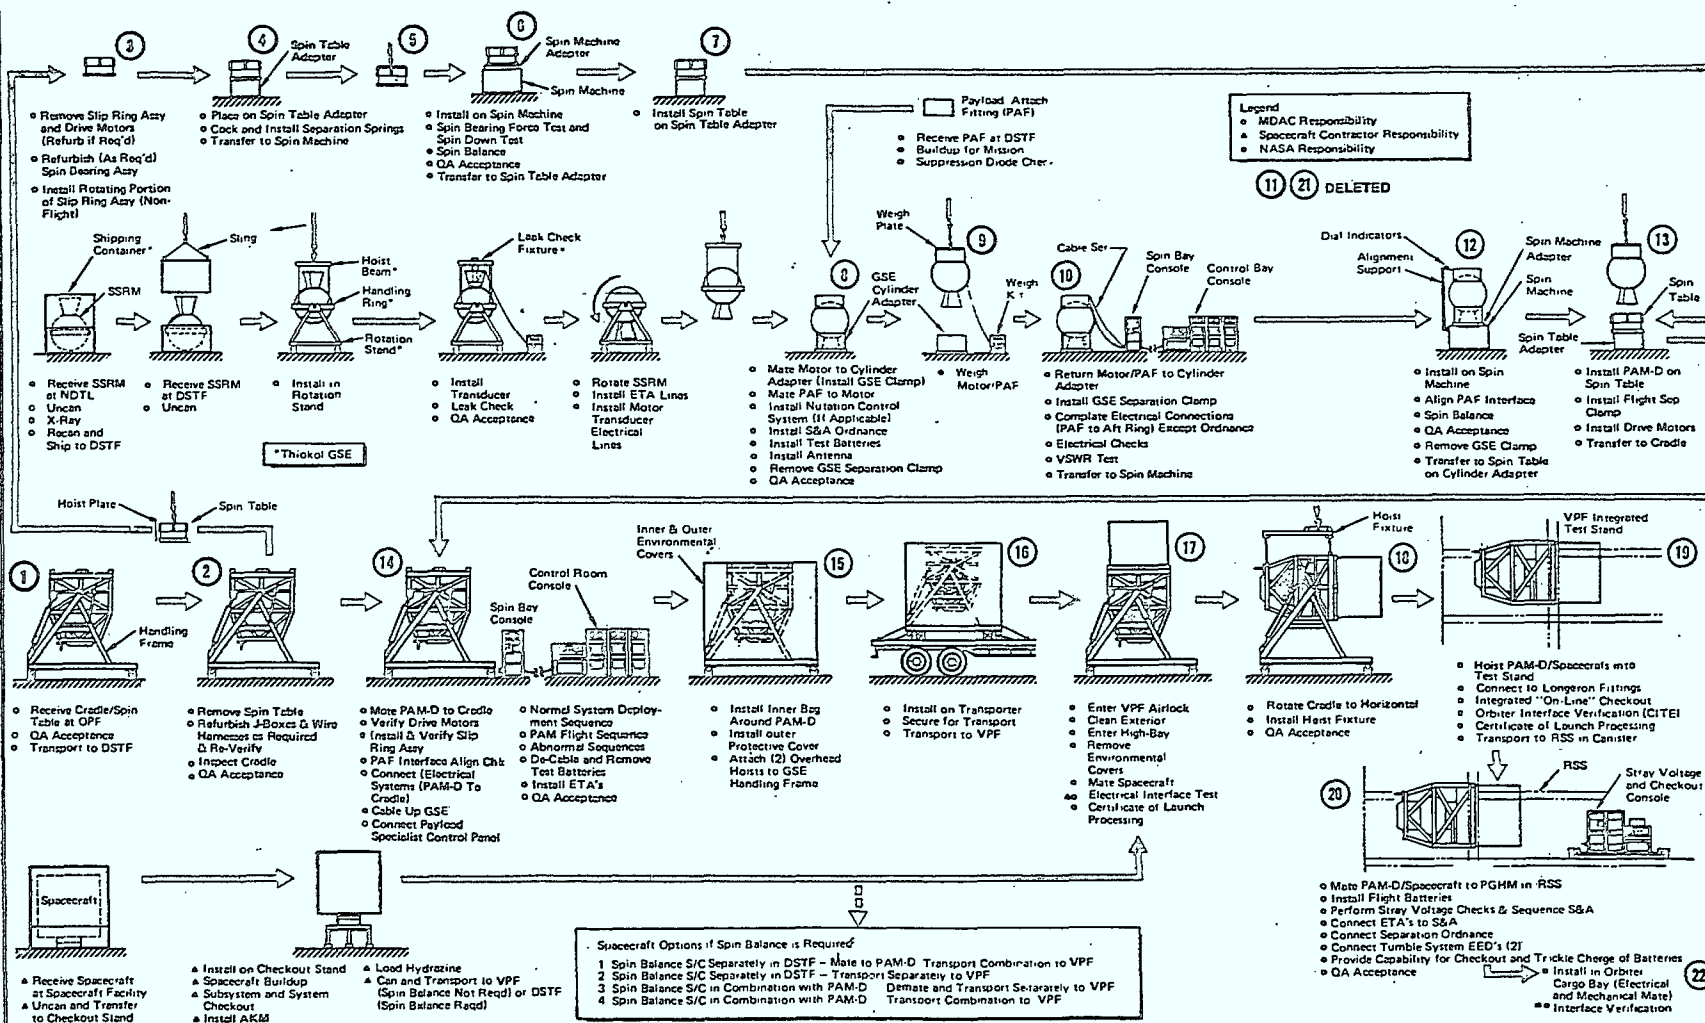 3
4
Spin Table
Adapter
5
6
Spin Machine
Adapter
Spin Machine
7
o Remove Slip Ring Assy
and Drive Motors
(Refurb if Req'd)
o Refurbish (As Req'd)
Spin Bearing Assy
o Install Rotating Portion
of Slip Ring Assy (Non-
Flight)
o Place on Spin Table Adapter
o Cock and Install Separation Springs
o Transfer to Spin Machine
o Install on Spin Machine
o Spin Bearing Force Test and
Spin Down Test
• Spin Balance
o QA Acceptance
• Transfer to Spin Table Adapter
o Install Spin Table
on Spin Table Adapter
Payload Attach
Fitting (PAF)
o Receive PAF at DSTF
• Buildup for Mission
• Suppression Diode
Legend
o MDAC Responsibility
▲ Spacecraft Contractor Responsibility
■ NASA Responsibility
11 21 DELETED
Shipping
Container*
SSRM
Sling
Hoist
Beam*
Handling
Ring*
Rotation
Stand*
Leak Check
Fixture*
8
GSE
Cylinder
Adapter
Weigh
Plate
9
Weigh
10
Cable Set
Spin Bay
Console
Control Bay
Console
Dial Indicators
Alignment
Support
12
Spin Machine
Adapter
Spin
Machine
Spin Table
Adapter
13
Spin
Table
o Receive SSRM
at NDTL
o Uncan
o X-Ray
o Recan and
Ship to DSTF
o Receive SSRM
at DSTF
o Uncan
o Install in
Rotation
Stand
o Install
Transducer
o Leak Check
o QA Acceptance
o Rotate SSRM
o Install ETA Lines
o Install Motor
Transducer
Electrical
Lines
o Mate Motor to Cylinder
Adapter (Install GSE Clamp)
o Mate PAF to Motor
o Install Nutation Control
System (If Applicable)
o Install S&A Ordnance
o Install Test Batteries
o Install Antenna
o Remove GSE Separation Clamp
o QA Acceptance
• Weigh
Motor/PAF
o Return Motor/PAF to Cylinder
Adapter
o Install GSE Separation Clamp
o Complete Electrical Connections
(PAF to Aft Ring) Except Ordnance
o Electrical Checks
o VSWR Test
o Transfer to Spin Machine
o Install on Spin
Machine
o Align PAF Interface
o Spin Balance
o QA Acceptance
o Remove GSE Clamp
o Transfer to Spin Table
on Cylinder Adapter
o Install PAM-D on
Spin Table
o Install Flight Sep
Clamp
o Install Drive Motors
o Transfer to Cradle
*Thiokol GSE
Hoist Plate
Spin Table
1
Handling
Frame
2
14
Spin Bay
Console
Control Room
Console
Inner & Outer
Environmental
Covers
15
16
17
Hoist
Fixture
18
VPF Integrated
Test Stand
19
o Receive Cradle/Spin
Table at OPF
o QA Acceptance
o Transport to DSTF
o Remove Spin Table
o Refurbish J-Boxes & Wire
Harnesses as Required
& Re-Verify
o Inspect Cradle
o QA Acceptance
o Mate PAM-D to Cradle
o Verify Drive Motors
o Install & Verify Slip
Ring Assy
o PAF Interface Align Chk
o Connect (Electrical
Systems (PAM-D To
Cradle)
o Cable Up GSE
o Connect Payload
Specialist Control Panel
o Normal System Deploy-
ment Sequence
o PAM Flight Sequence
o Abnormal Sequences
o De-Cable and Remove
Test Batteries
o Install ETA's
o QA Acceptance
o Install Inner Bag
Around PAM-D
o Install outer
Protective Cover
o Attach (2) Overhead
Hoists to GSE
Handling Frame
o Install on Transporter
o Secure for Transport
o Transport to VPF
o Enter VPF Airlock
o Clean Exterior
o Enter High-Bay
o Remove
Environmental
Covers
o Mate Spacecraft
▲o Electrical Interface Test
o Certificate of Launch
Processing
o Rotate Cradle to Horizontal
o Install Hoist Fixture
o QA Acceptance
o Hoist PAM-D/Spacecraft into
Test Stand
o Connect to Longeron Fittings
o Integrated "On-Line" Checkout
o Orbiter Interface Verification (CITE)
o Certificate of Launch Processing
o Transport to RSS in Canister
20
RSS
Stray Voltage
and Checkout
Console
o Mate PAM-D/Spacecraft to PGHM in RSS
o Install Flight Batteries
o Perform Stray Voltage Checks & Sequence S&A
o Connect ETA's to S&A
o Connect Separation Ordnance
o Connect Tumble System EED's (2)
o Provide Capability for Checkout and Trickle Charge of Batteries
o QA Acceptance
■ Install in Orbiter
Cargo Bay (Electrical
and Mechanical Mate)
■■ Interface Verification
22
Spacecraft
▲ Receive Spacecraft
at Spacecraft Facility
▲ Uncan and Transfer
to Checkout Stand
▲ Install on Checkout Stand
▲ Spacecraft Buildup
▲ Subsystem and System
Checkout
▲ Install AKM
▲ Load Hydrazine
▲ Can and Transport to VPF
(Spin Balance Not Reqd) or DSTF
(Spin Balance Reqd)
Spacecraft Options if Spin Balance is Required
1 Spin Balance S/C Separately in DSTF – Mate to PAM-D Transport Combination to VPF
2 Spin Balance S/C Separately in DSTF – Transport Separately to VPF
3 Spin Balance S/C in Combination with PAM-D Demate and Transport Separately to VPF
4 Spin Balance S/C in Combination with PAM-D Transport Combination to VPF